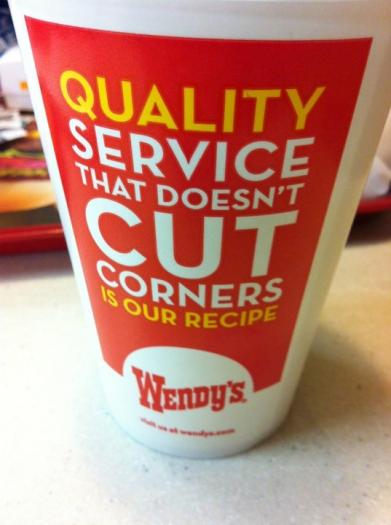 QUALITY
SERVICE
THAT DOESN'T
CUT
CORNERS
IS OUR RECIPE
WENDY'S
visit us at wendys.com